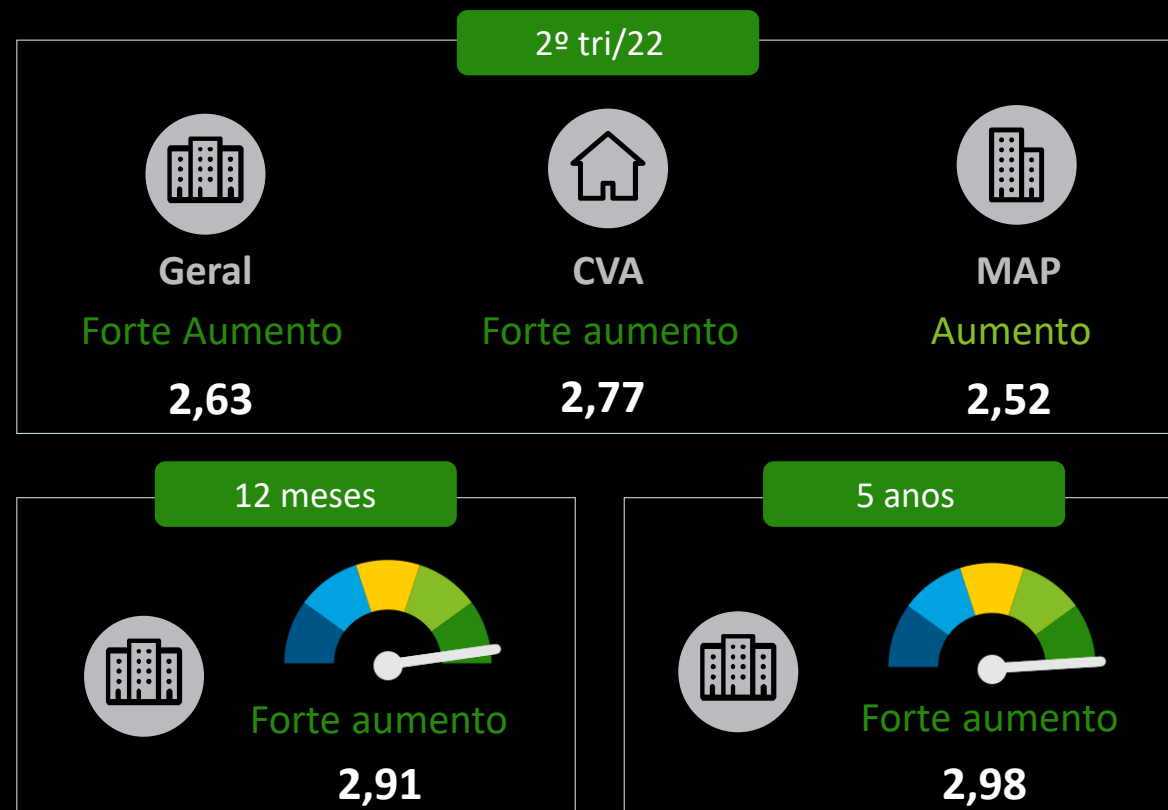 2º tri/22
Geral
Forte Aumento
2,63
CVA
Forte aumento
2,77
MAP
Aumento
2,52
12 meses
Forte aumento
2,91
5 anos
Forte aumento
2,98